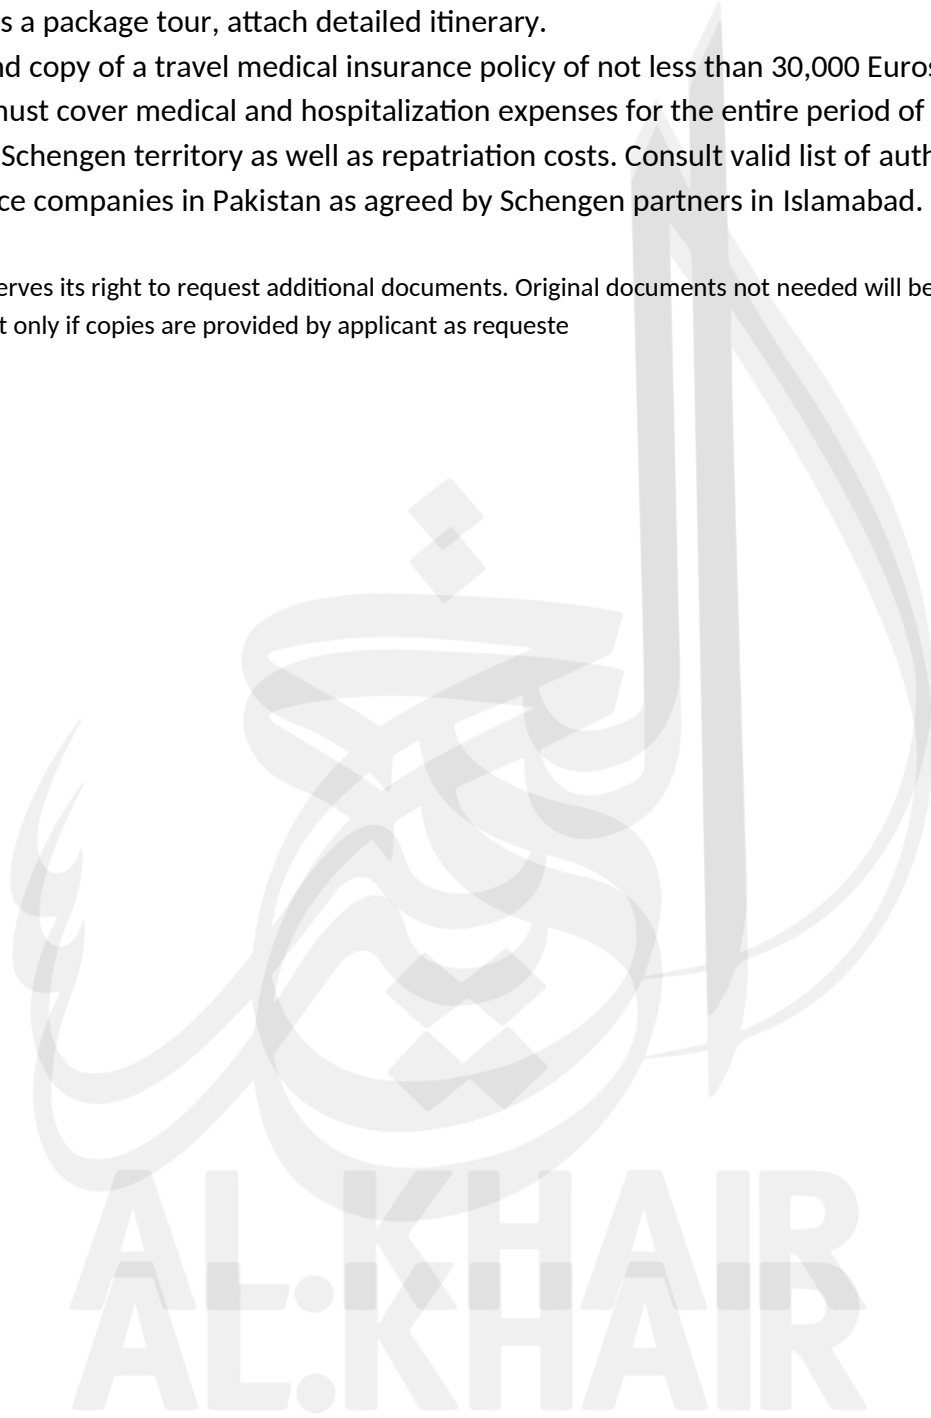 s a package tour, attach detailed itinerary.
nd copy of a travel medical insurance policy of not less than 30,000 Euros
must cover medical and hospitalization expenses for the entire period of
Schengen territory as well as repatriation costs. Consult valid list of auth
ce companies in Pakistan as agreed by Schengen partners in Islamabad.
erves its right to request additional documents. Original documents not needed will be
t only if copies are provided by applicant as requeste
AL.KHAIR
AL.KHAIR